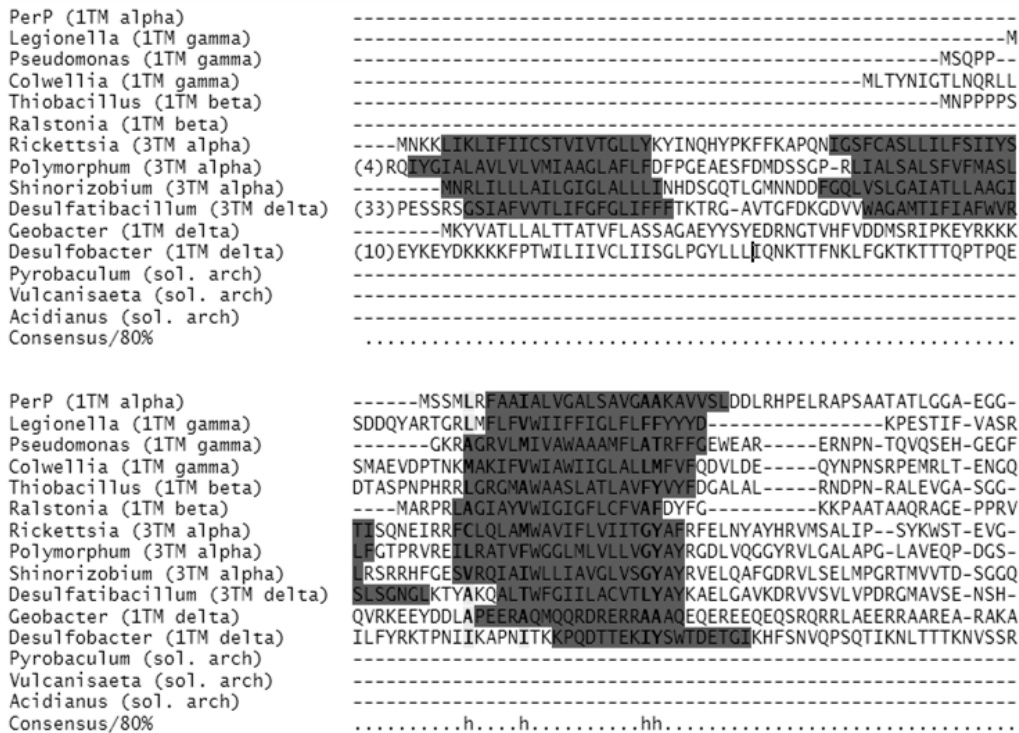 PerP (1TM alpha) ------------------------------------------------------------
Legionella (1TM gamma) -----------------------------------------------------------M
Pseudomonas (1TM gamma) -----------------------------------------------------MSQPP--
Colwellia (1TM gamma) ----------------------------------------------MLTYNIGTLNQRLL
Thiobacillus (1TM beta) -----------------------------------------------------MNPPPPS
Ralstonia (1TM beta) ------------------------------------------------------------
Rickettsia (3TM alpha) ----MNKKLIKLIFIICSTVIVTGLLYKYINQHYPKFFKAPQNIGSFCASLLILFSIIYS
Polymorphum (3TM alpha) (4)RQIYGIALAVLVLVMIAAGLAFLFDFPGEAESFDMDSSGP-RLIALSALSFVFMASL
Shinorizobium (3TM alpha) --------MNRLILLLAILGIGLALLLINHDSGQTLGMNNDDFGQLVSLGAIATLLAAGI
Desulfatibacillum (3TM delta) (33)PESSRSGSIAFVVTLIFGFGLIFFFTKTRG-AVTGFDKGDVVWAGAMTIFIAFWVR
Geobacter (1TM delta) --------MKYVATLLALTTATVFLASSAGAEYYSYEDRNGTVHFVDDMSRIPKEYRKKK
Desulfobacter (1TM delta) (10)EYKEYDKKKKFPTWILIIVCLIISGLPGYLLLIQNKTTFNKLFGKTKTTTQPTPQE
Pyrobaculum (sol. arch) ------------------------------------------------------------
Vulcanisaeta (sol. arch) ------------------------------------------------------------
Acidianus (sol. arch) ------------------------------------------------------------
Consensus/80% ...........................................................
PerP (1TM alpha) ------MSSMLRFAAIALVGALSAVGAAKAVVSLDDLRHPELRAPSAATATLGGA-EGG-
Legionella (1TM gamma) SDDQYARTGRLMFLFVWIIFFIGLFLFFYYYD----------------KPESTIF-VASR
Pseudomonas (1TM gamma) -------GKRAGRVLMIVAWAAAMFLATRFFGEWEAR-----ERNPN-TQVQSEH-GEGF
Colwellia (1TM gamma) SMAEVDPTNKMAKIFVWIAWIIGLALLMFVFQDVLDE-----QYNPNSRPEMRLT-ENGQ
Thiobacillus (1TM beta) DTASPNPHRRLGRGMAWAASLATLAVFYVYFDGALAL-----RNDPN-RALEVGA-SGG-
Ralstonia (1TM beta) ----MARPRLAGIAYVWIGIGFLCFVAFDYFG----------KKPAATAAQRAGE-PPRV
Rickettsia (3TM alpha) TISQNEIRRFCLQLAMWAVIFLVIITGYAFRFELNYAYHRVMSALIP--SYKWST-EVG-
Polymorphum (3TM alpha) LFGTPRVREILRATVFWGGLMLVLLVGYAYRGDLVQGGYRVLGALAPG-LAVEQP-DGS-
Shinorizobium (3TM alpha) LRSRRHFGESVRQIAIWLLIAVGLVSGYAYRVELQAFGDRVLSELMPGRTMVVTD-SGGQ
Desulfatibacillum (3TM delta) SLSGNGLKTYAKQALTWFGIILACVTLYAYKAELGAVKDRVVSVLVPDRGMAVSE-NSH-
Geobacter (1TM delta) QVRKEEYDDLAPEERAQMQQRDRERRAAAAQEQEREEQEQSRQRRLAEERRAAREA-RAKA
Desulfobacter (1TM delta) ILFYRKTPNIIKAPNITKKPQDTTEKIYSWTDETGIKHFSNVQPSQTIKNLTTTKNVSSR
Pyrobaculum (sol. arch) ------------------------------------------------------------
Vulcanisaeta (sol. arch) ------------------------------------------------------------
Acidianus (sol. arch) ------------------------------------------------------------
Consensus/80% ..........h....h..........hh................................